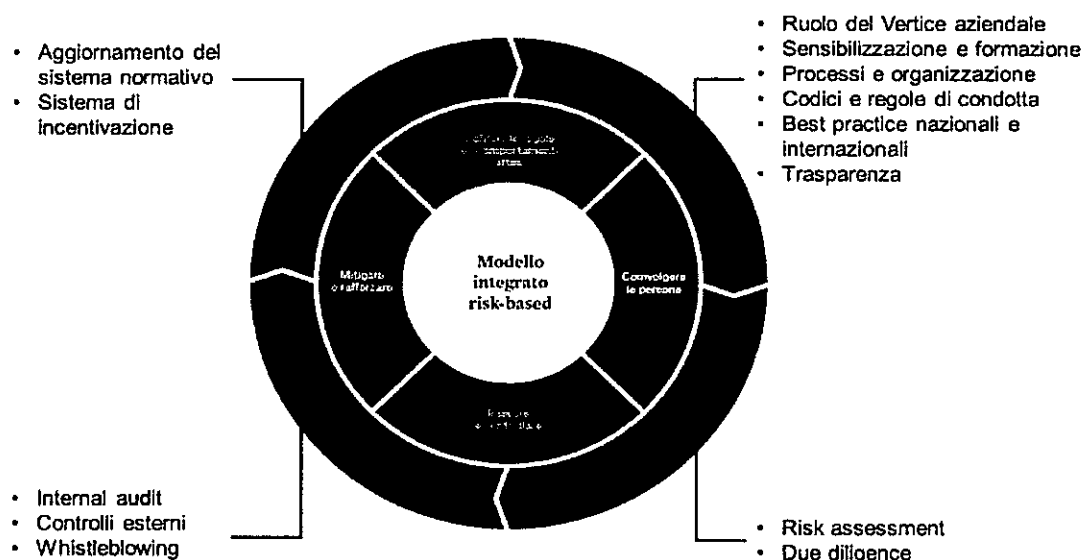 • Aggiornamento del
sistema normativo
• Sistema di
incentivazione
• Ruolo del Vertice aziendale
• Sensibilizzazione e formazione
• Processi e organizzazione
• Codici e regole di condotta
• Best practice nazionali e
internazionali
• Trasparenza
Modello
integrato
risk-based
Mitigare
e rafforzare
Coinvolgere
le persone
• Internal audit
• Controlli esterni
• Whistleblowing
• Risk assessment
• Due diligence